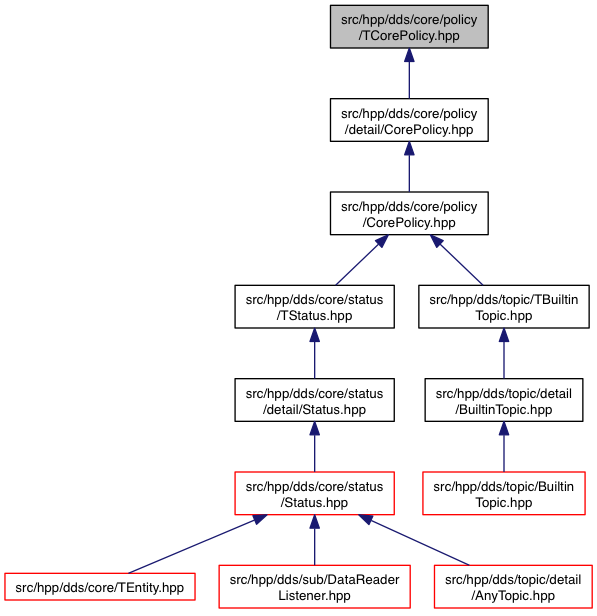 src/hpp/dds/core/policy
/TCorePolicy.hpp
src/hpp/dds/core/policy
/detail/CorePolicy.hpp
src/hpp/dds/core/policy
/CorePolicy.hpp
src/hpp/dds/core/status
/TStatus.hpp
src/hpp/dds/topic/TBuiltin
Topic.hpp
src/hpp/dds/core/status
/detail/Status.hpp
src/hpp/dds/topic/detail
/BuiltinTopic.hpp
src/hpp/dds/core/status
/Status.hpp
src/hpp/dds/topic/Builtin
Topic.hpp
src/hpp/dds/core/TEntity.hpp
src/hpp/dds/sub/DataReader
Listener.hpp
src/hpp/dds/topic/detail
/AnyTopic.hpp